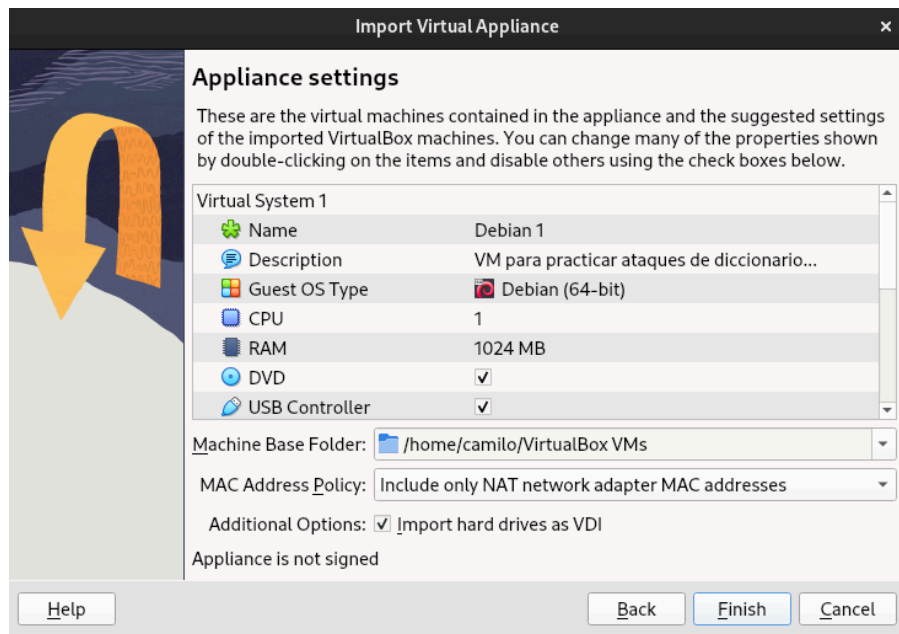 Import Virtual Appliance
Appliance settings
These are the virtual machines contained in the appliance and the suggested settings
of the imported VirtualBox machines. You can change many of the properties shown
by double-clicking on the items and disable others using the check boxes below.
Virtual System 1
Name Debian 1
Description VM para practicar ataques de diccionario...
Guest OS Type Debian (64-bit)
CPU 1
RAM 1024 MB
DVD
USB Controller
Machine Base Folder: /home/camilo/VirtualBox VMs
MAC Address Policy: Include only NAT network adapter MAC addresses
Additional Options: Import hard drives as VDI
Appliance is not signed
Help Back Finish Cancel